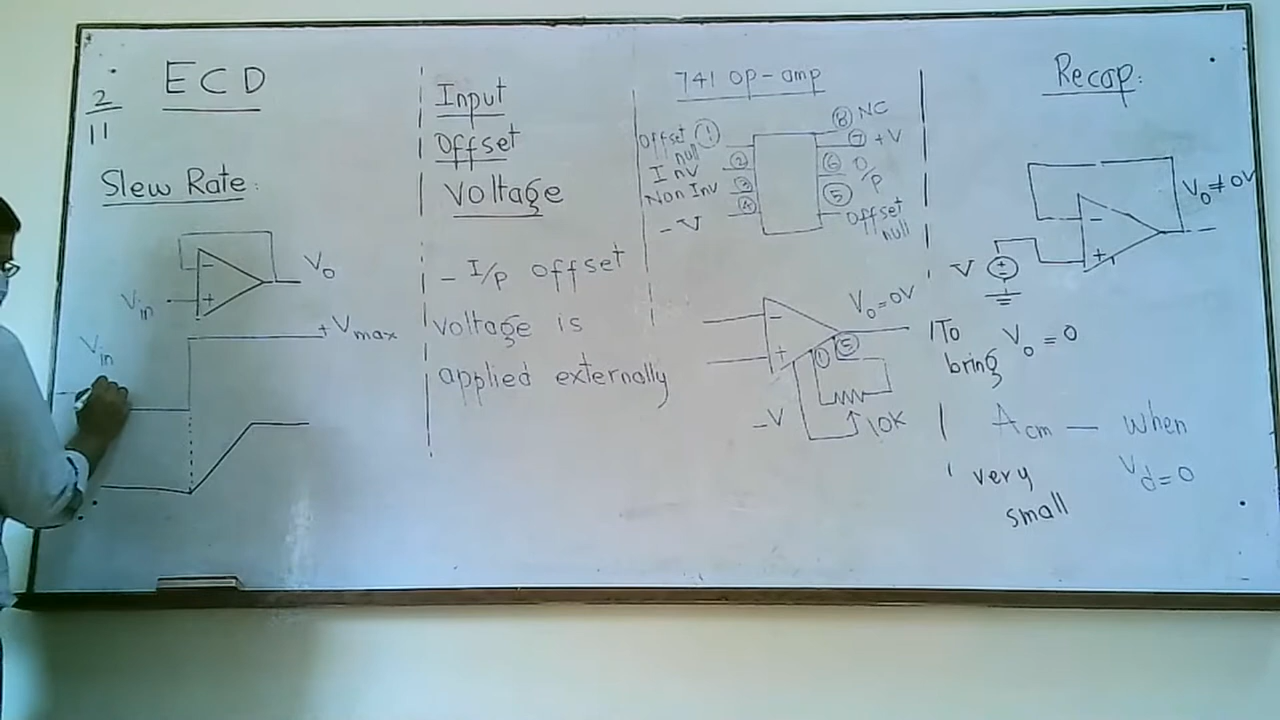 ECD
2
11
Slew Rate:
Vo
Vin
-
+
+Vmax
Vin
Input
Offset
Voltage
- I/p offset
voltage is
applied externally
741 OP-amp
Offset ①
null
Inv ②
Non Inv ③
-V ④
⑧ NC
⑦ +V
⑥ O/P
⑤ Offset
null
-
+
Vo=0V
① ⑤
-V
10K
Recap:
-
+
Vo≠0V
V
+
-
To
bring Vo=0
Acm — when
very Vd=0
small